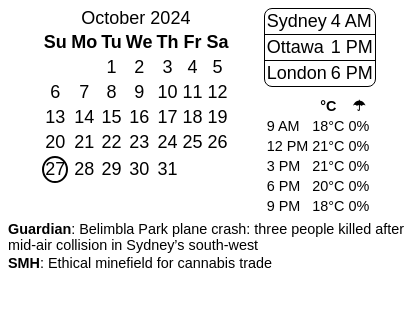 October 2024
Su Mo Tu We Th Fr Sa
1 2 3 4 5
6 7 8 9 10 11 12
13 14 15 16 17 18 19
20 21 22 23 24 25 26
27 28 29 30 31
Sydney 4 AM
Ottawa 1 PM
London 6 PM
°C ☂
9 AM 18°C 0%
12 PM 21°C 0%
3 PM 21°C 0%
6 PM 20°C 0%
9 PM 18°C 0%
Guardian: Belimbla Park plane crash: three people killed after
mid-air collision in Sydney’s south-west
SMH: Ethical minefield for cannabis trade